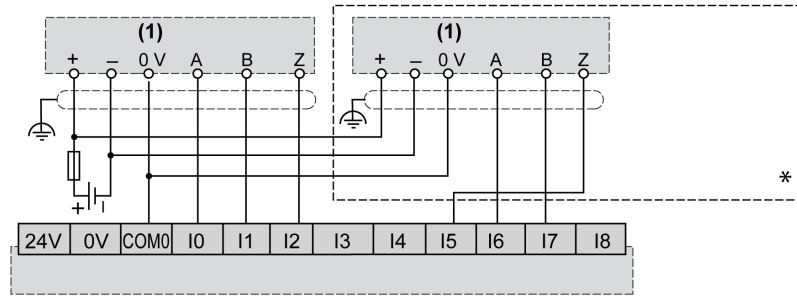 (1) (1)
+ − 0 V A B Z + − 0 V A B Z
*
+ I
24V 0V COM0 I0 I1 I2 I3 I4 I5 I6 I7 I8